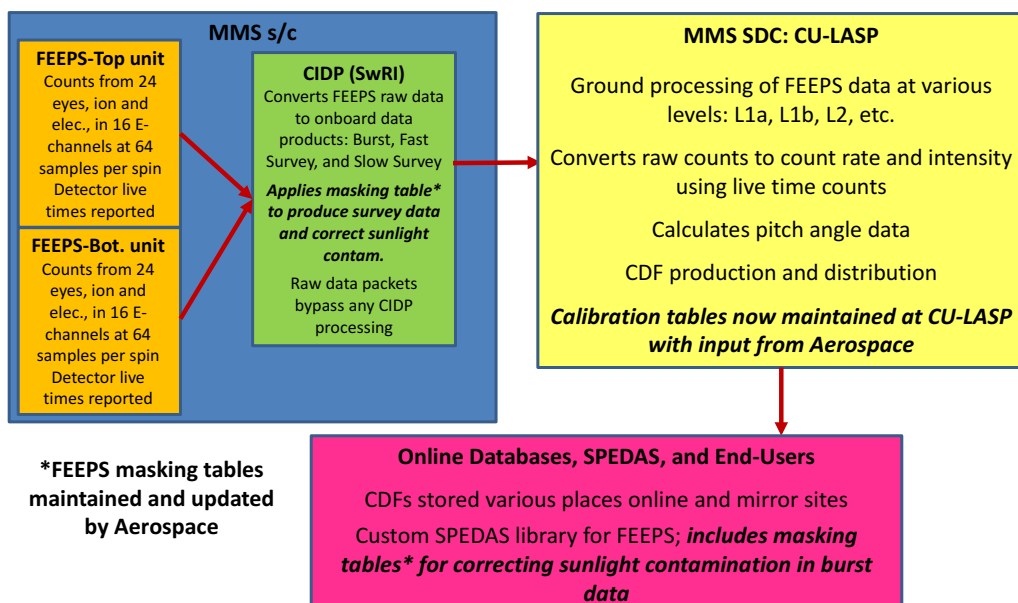 MMS s/c
FEEPS-Top unit
Counts from 24
eyes, ion and
elec., in 16 E-
channels at 64
samples per spin
Detector live
times reported
FEEPS-Bot. unit
Counts from 24
eyes, ion and
elec., in 16 E-
channels at 64
samples per spin
Detector live
times reported
CIDP (SwRI)
Converts FEEPS raw data
to onboard data
products: Burst, Fast
Survey, and Slow Survey
Applies masking table*
to produce survey data
and correct sunlight
contam.
Raw data packets
bypass any CIDP
processing
MMS SDC: CU-LASP
Ground processing of FEEPS data at various
levels: L1a, L1b, L2, etc.
Converts raw counts to count rate and intensity
using live time counts
Calculates pitch angle data
CDF production and distribution
Calibration tables now maintained at CU-LASP
with input from Aerospace
*FEEPS masking tables
maintained and updated
by Aerospace
Online Databases, SPEDAS, and End-Users
CDFs stored various places online and mirror sites
Custom SPEDAS library for FEEPS; includes masking
tables* for correcting sunlight contamination in burst
data